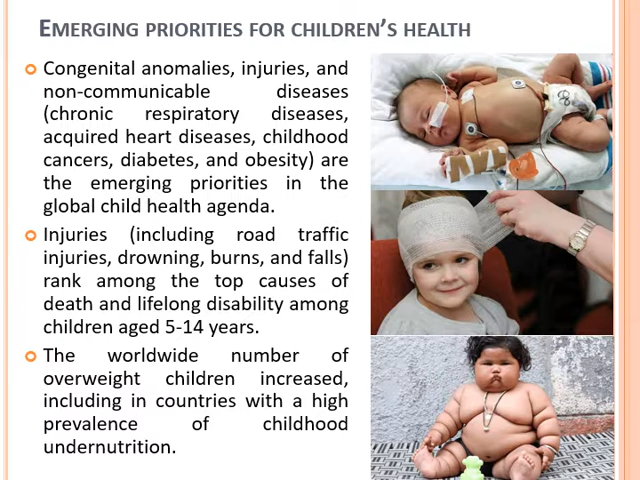 EMERGING PRIORITIES FOR CHILDREN'S HEALTH
Congenital anomalies, injuries, and
non-communicable diseases
(chronic respiratory diseases,
acquired heart diseases, childhood
cancers, diabetes, and obesity) are
the emerging priorities in the
global child health agenda.
Injuries (including road traffic
injuries, drowning, burns, and falls)
rank among the top causes of
death and lifelong disability among
children aged 5-14 years.
The worldwide number of
overweight children increased,
including in countries with a high
prevalence of childhood
undernutrition.